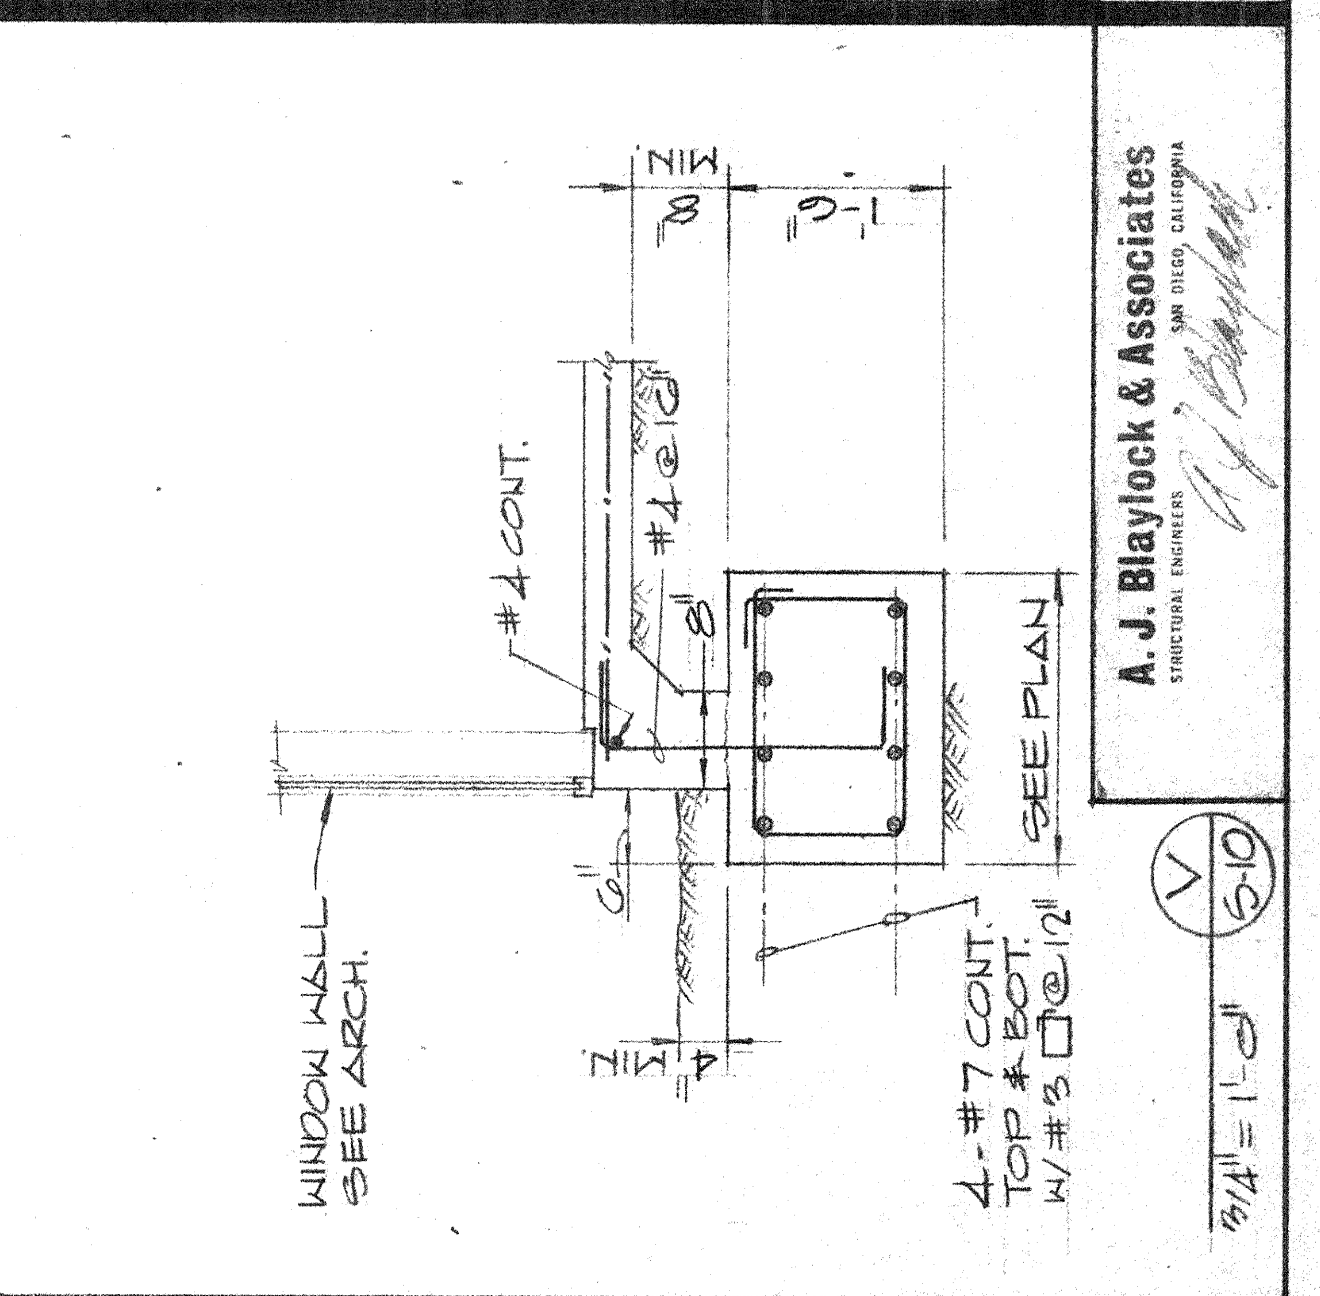 WINDOW WALL
SEE ARCH.
#4 CONT.
#4 @ 18"
6"
8"
8"
MIN.
1'-6"
4"
MIN.
SEE PLAN
4-#7 CONT.
TOP & BOT.
W/ #3 □ @ 12"
V
S-10
3/4" = 1'-0"
A. J. Blaylock & Associates
STRUCTURAL ENGINEERS SAN DIEGO, CALIFORNIA